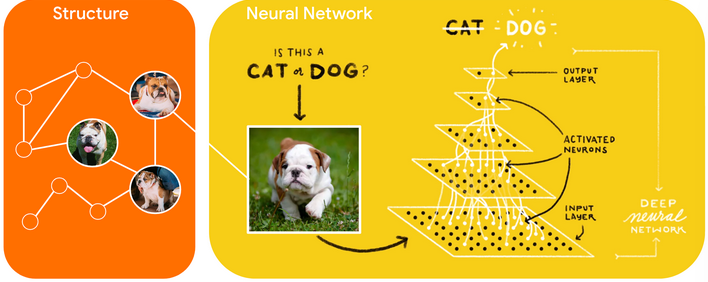 Structure
Neural Network
IS THIS A
CAT or DOG?
CAT DOG
OUTPUT
LAYER
ACTIVATED
NEURONS
INPUT
LAYER
DEEP
neural
NETWORK